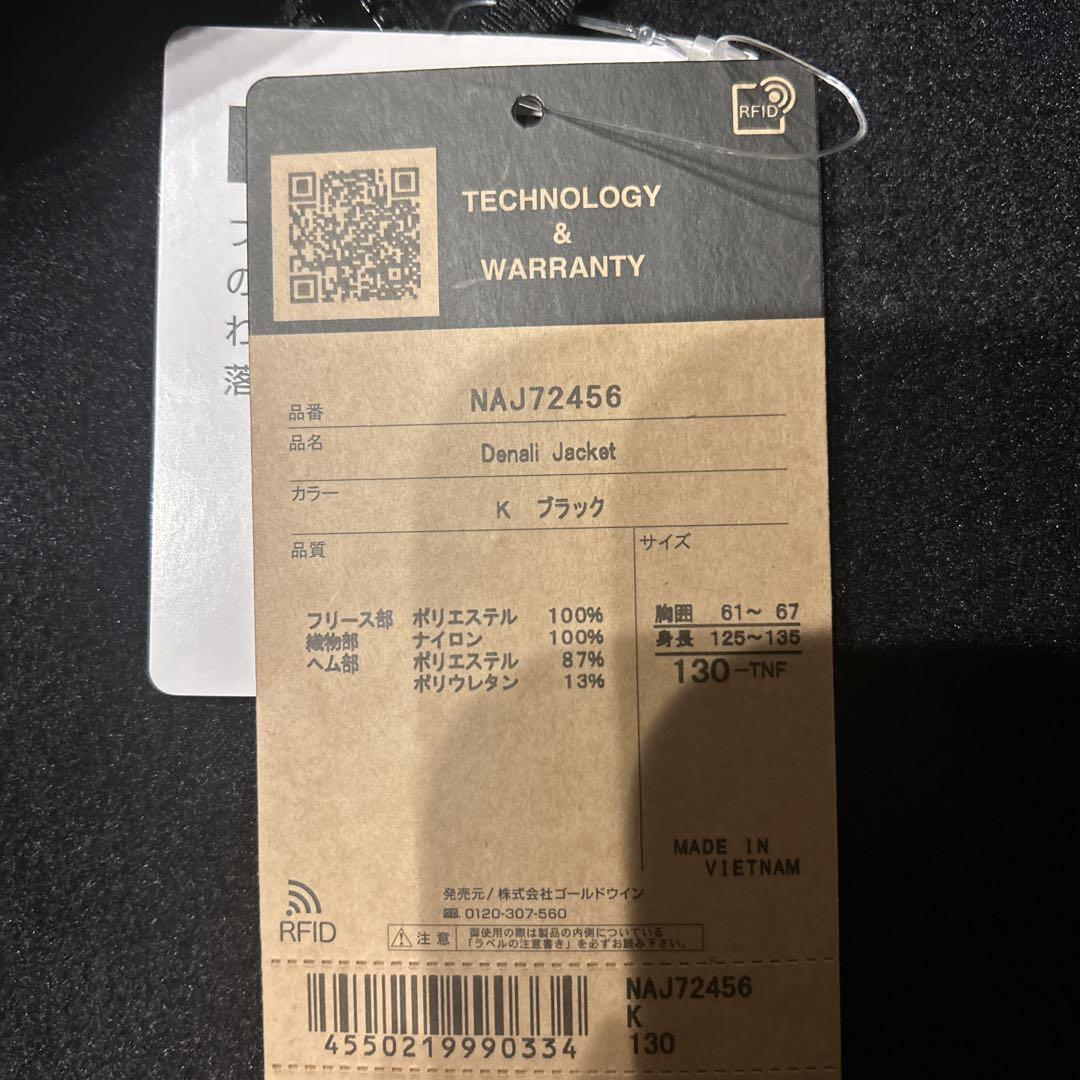 RFID
TECHNOLOGY
&
WARRANTY
の
わ
落
品番 NAJ72456
品名 Denali Jacket
カラー K ブラック
品質
サイズ
フリース部 ポリエステル 100%
織物部 ナイロン 100%
ヘム部 ポリエステル 87%
ポリウレタン 13%
胸囲 61～ 67
身長 125～135
130-TNF
MADE IN
VIETNAM
発売元/株式会社ゴールドウイン
0120-307-560
RFID
注意
御使用の際は製品の内側についている
「ラベルの注意書き」を必ずお読み下さい。
4550219990334
NAJ72456
K
130